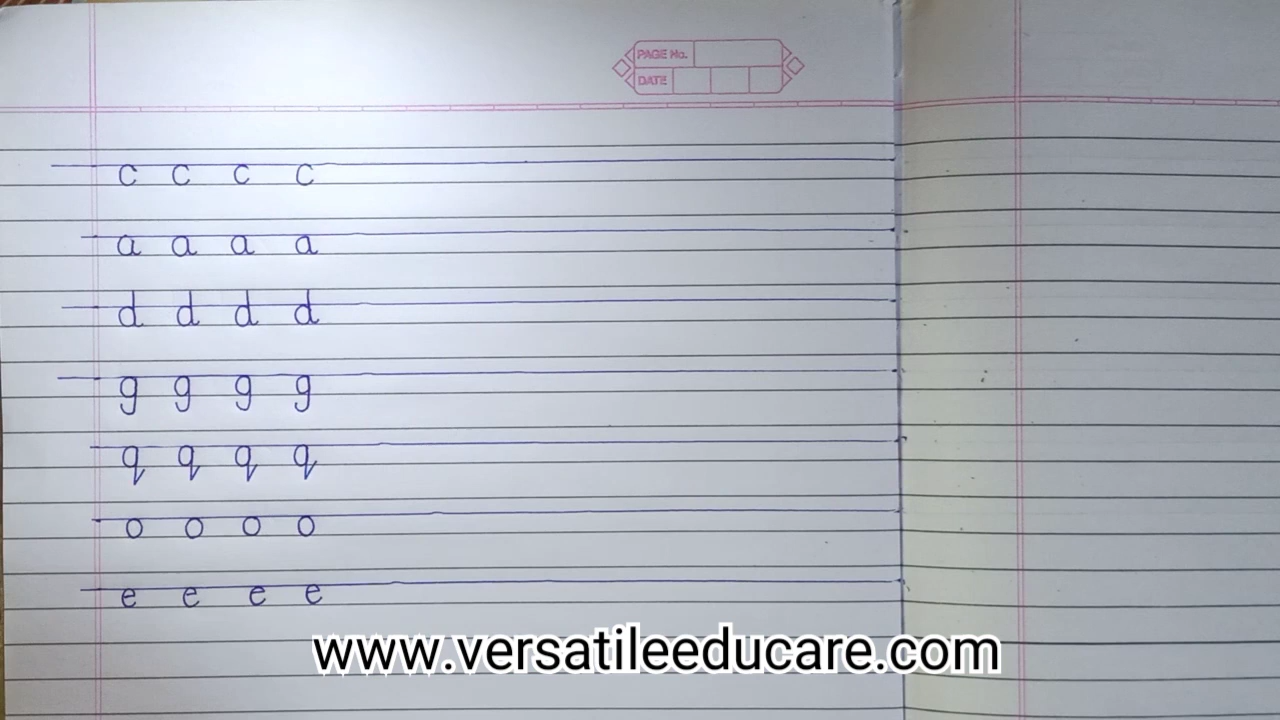 PAGE No.
DATE
c c c c
a a a a
d d d d
g g g g
q q q q
o o o o
e e e e
www.versatileeducare.com